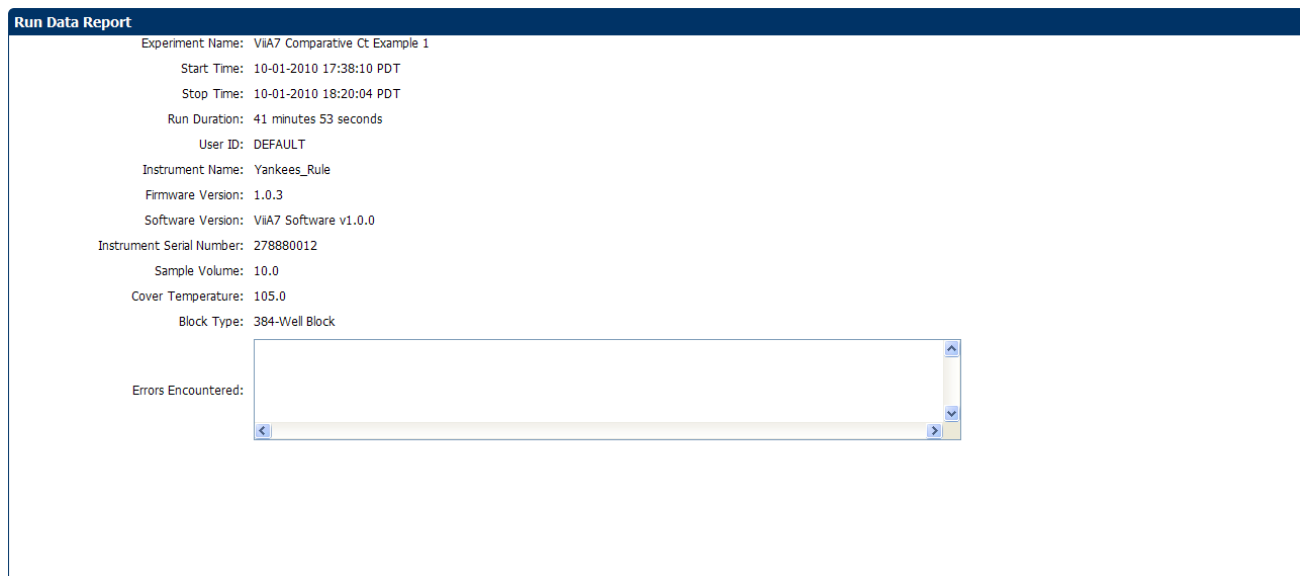 Run Data Report
Experiment Name: ViiA7 Comparative Ct Example 1
Start Time: 10-01-2010 17:38:10 PDT
Stop Time: 10-01-2010 18:20:04 PDT
Run Duration: 41 minutes 53 seconds
User ID: DEFAULT
Instrument Name: Yankees_Rule
Firmware Version: 1.0.3
Software Version: ViiA7 Software v1.0.0
Instrument Serial Number: 278880012
Sample Volume: 10.0
Cover Temperature: 105.0
Block Type: 384-Well Block
Errors Encountered: